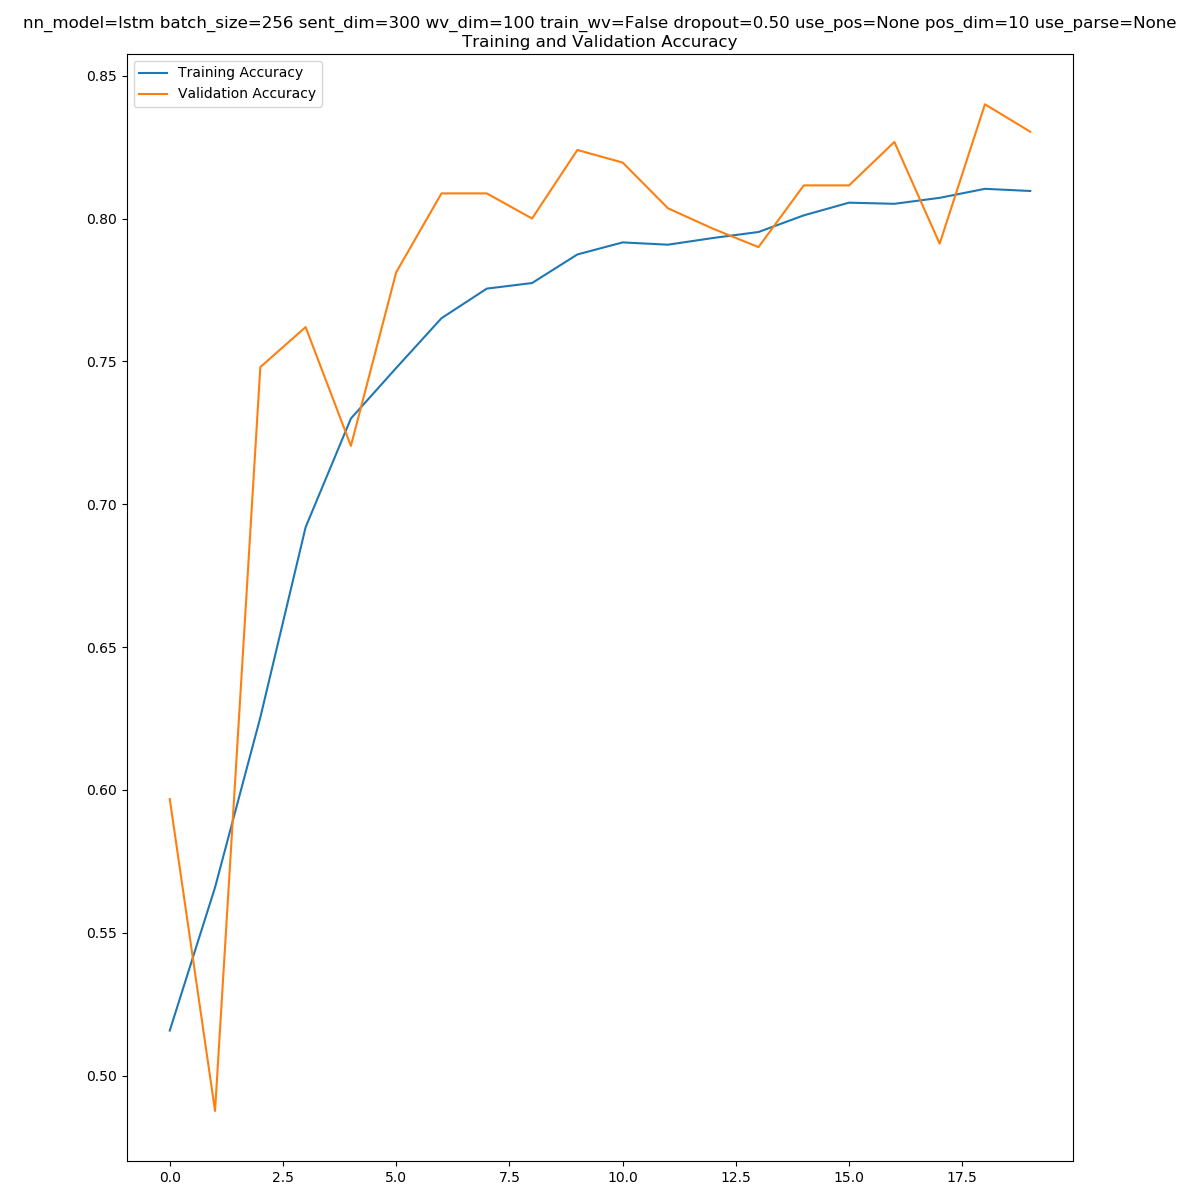 nn_model=lstm batch_size=256 sent_dim=300 wv_dim=100 train_wv=False dropout=0.50 use_pos=None pos_dim=10 use_parse=None
Training and Validation Accuracy
Training Accuracy
Validation Accuracy
0.85
0.80
0.75
0.70
0.65
0.60
0.55
0.50
0.0 2.5 5.0 7.5 10.0 12.5 15.0 17.5